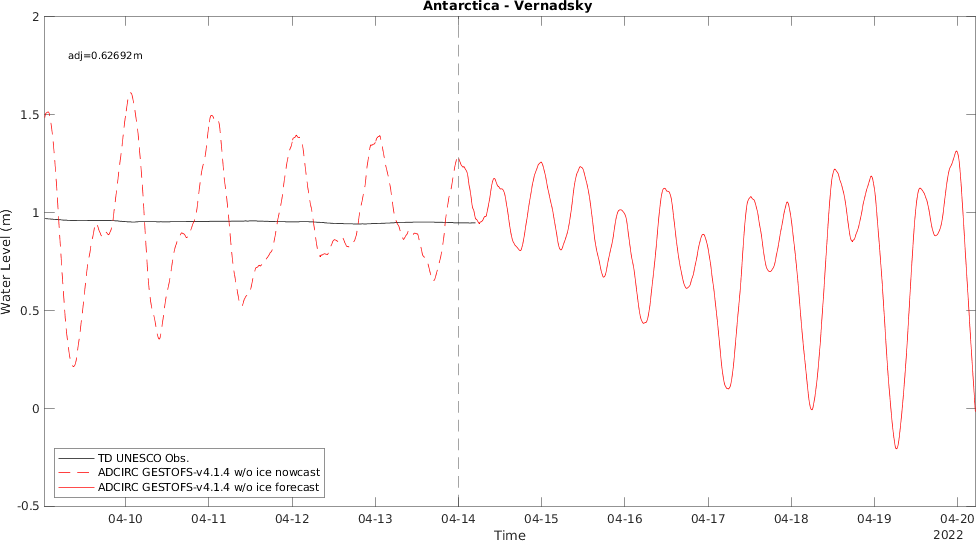 Antarctica - Vernadsky
adj=0.62692m
2
1.5
1
0.5
0
-0.5
Water Level (m)
TD UNESCO Obs.
ADCIRC GESTOFS-v4.1.4 w/o ice nowcast
ADCIRC GESTOFS-v4.1.4 w/o ice forecast
04-10 04-11 04-12 04-13 04-14 04-15 04-16 04-17 04-18 04-19 04-20
Time 2022